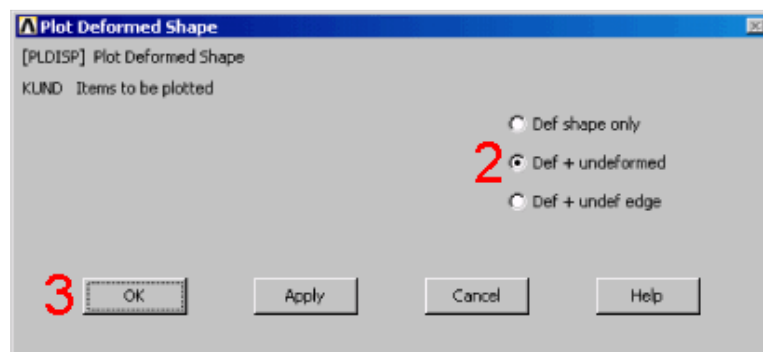 Plot Deformed Shape
[PLDISP] Plot Deformed Shape
KUND Items to be plotted
Def shape only
2 Def + undeformed
Def + undef edge
3 OK Apply Cancel Help